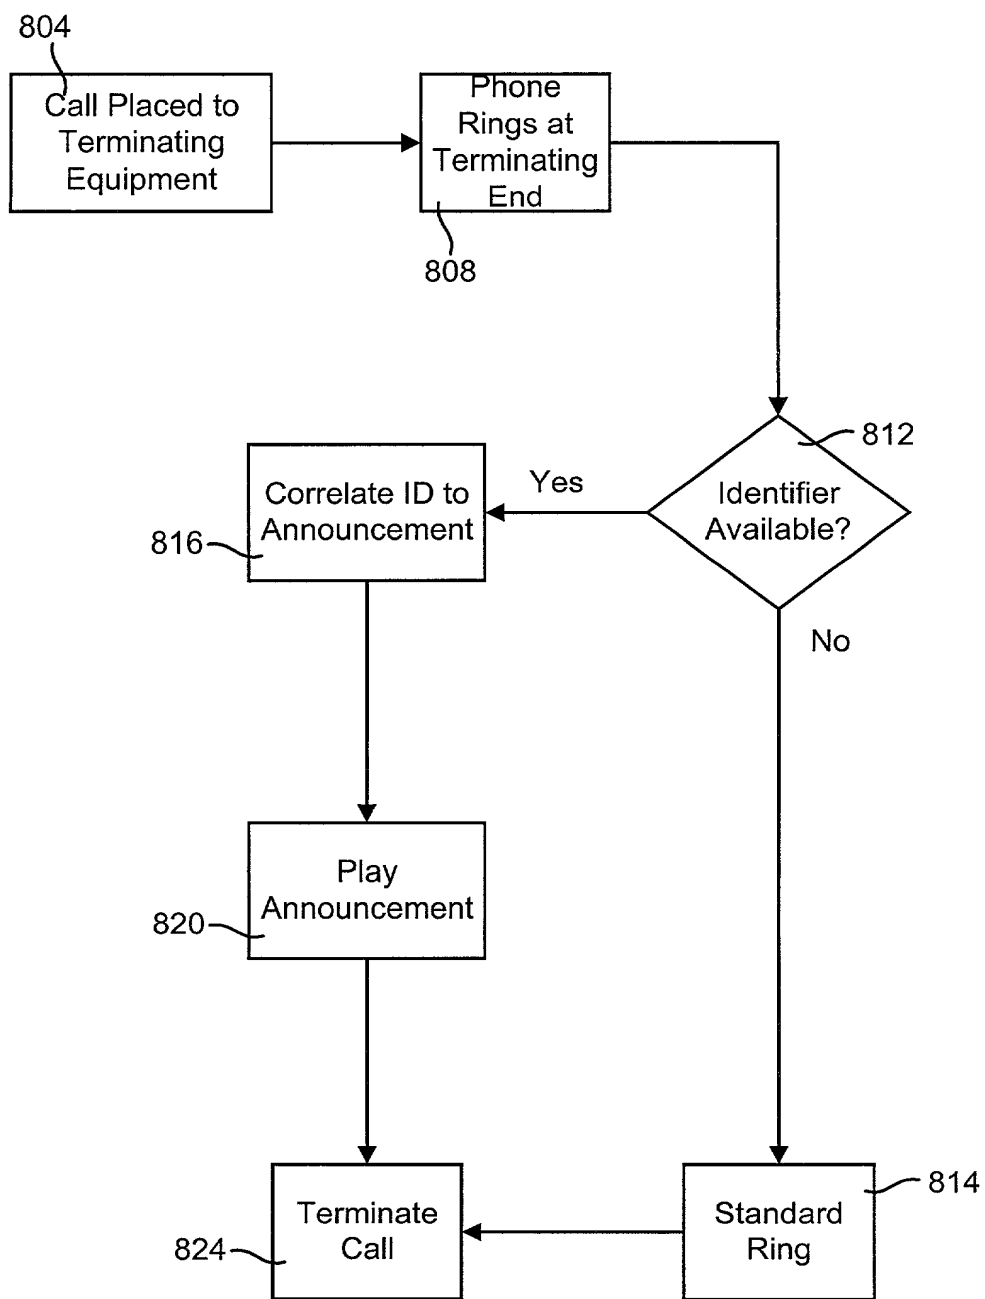 804
Call Placed to
Terminating
Equipment
Phone
Rings at
Terminating
End
808
812
Identifier
Available?
Yes
No
Correlate ID to
Announcement
816
Play
Announcement
820
Terminate
Call
824
Standard
Ring
814